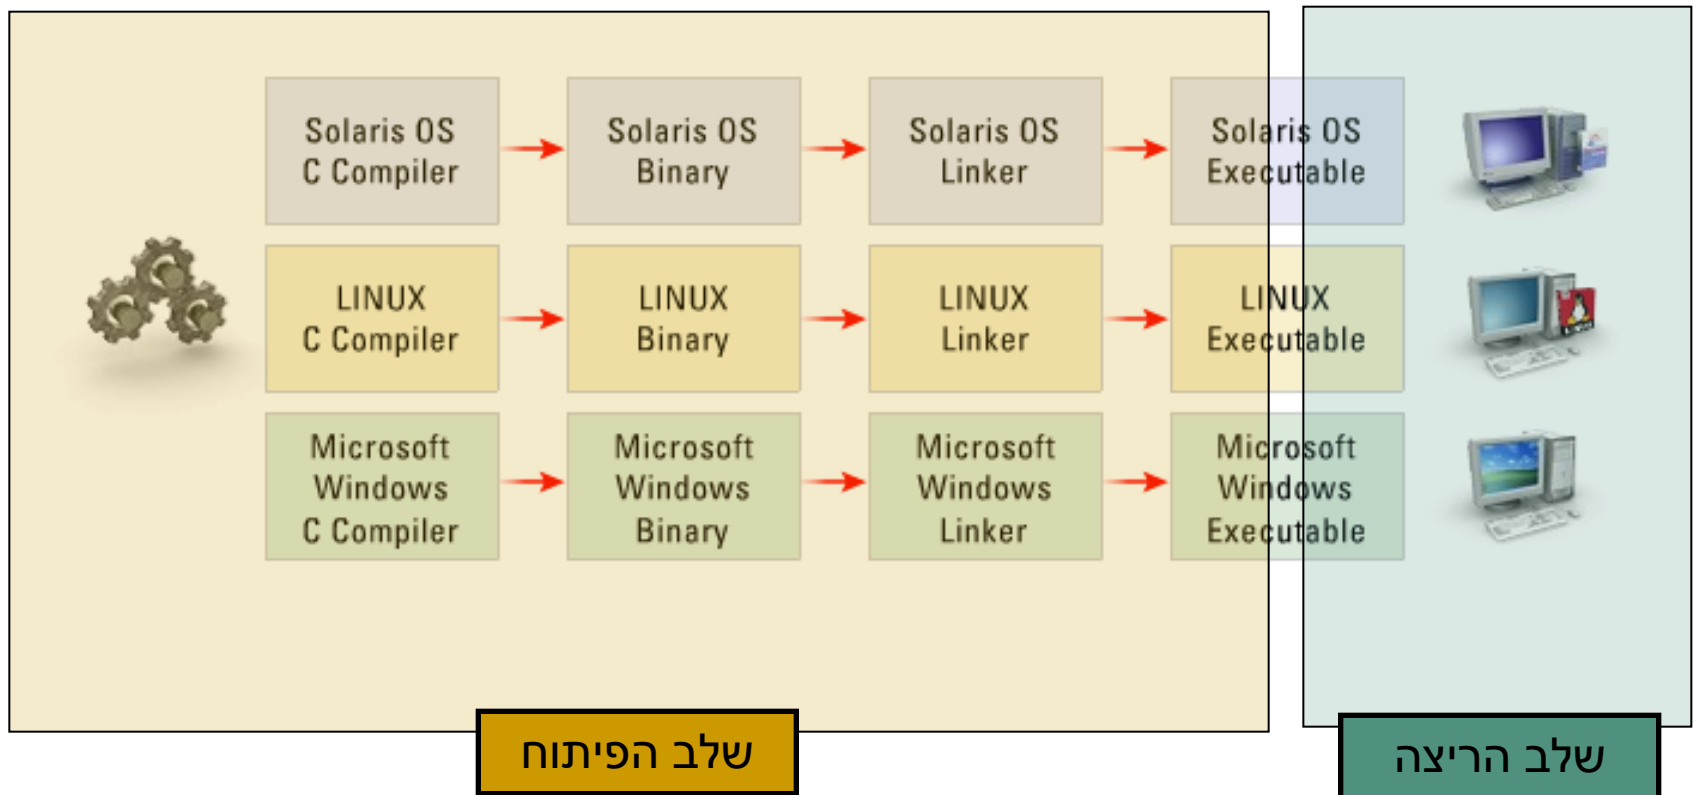 Solaris OS
C Compiler
Solaris OS
Binary
Solaris OS
Linker
Solaris OS
Executable
LINUX
C Compiler
LINUX
Binary
LINUX
Linker
LINUX
Executable
Microsoft
Windows
C Compiler
Microsoft
Windows
Binary
Microsoft
Windows
Linker
Microsoft
Windows
Executable
שלב הפיתוח
שלב הריצה